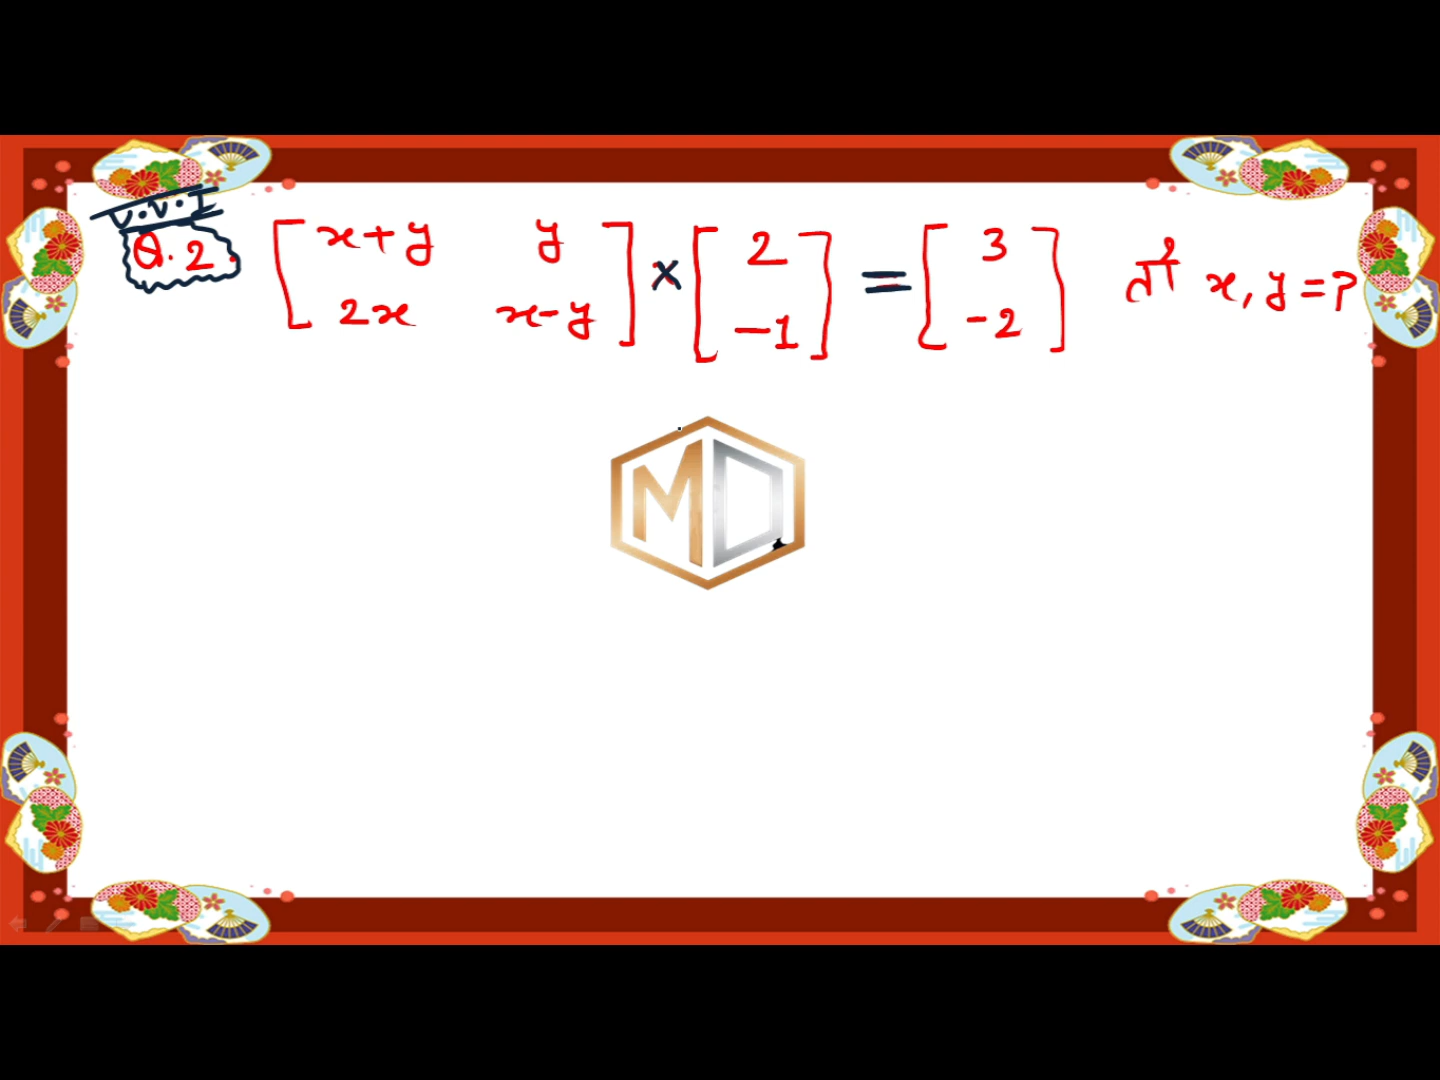 V.V.I
Q.2. [x+y y 2x x-y] × [2 -1] = [3 -2] तो x, y = ?
MD